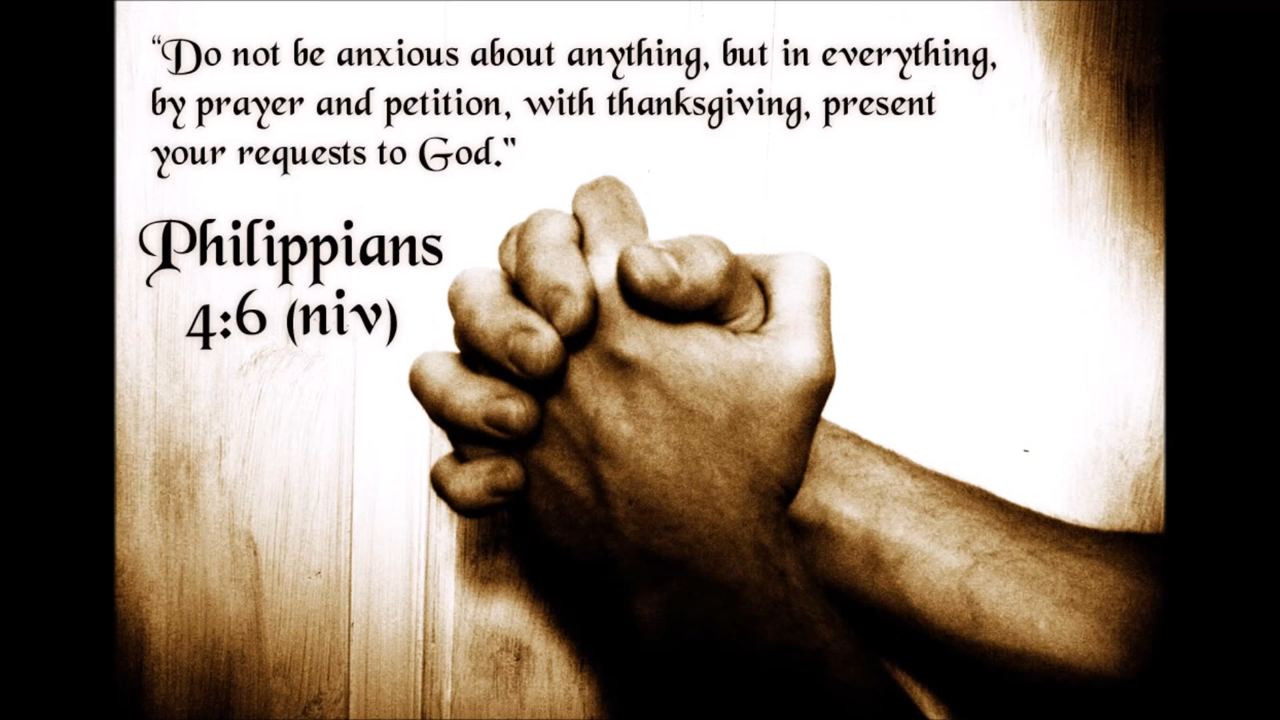 “Do not be anxious about anything, but in everything,
by prayer and petition, with thanksgiving, present
your requests to God."
Philippians
4:6 (niv)